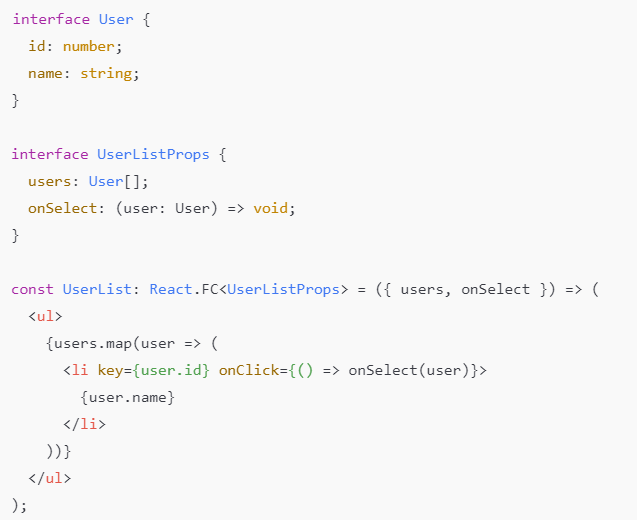 interface User {
  id: number;
  name: string;
}

interface UserListProps {
  users: User[];
  onSelect: (user: User) => void;
}

const UserList: React.FC<UserListProps> = ({ users, onSelect }) => (
  <ul>
    {users.map(user => (
      <li key={user.id} onClick={() => onSelect(user)}>
        {user.name}
      </li>
    ))}
  </ul>
);